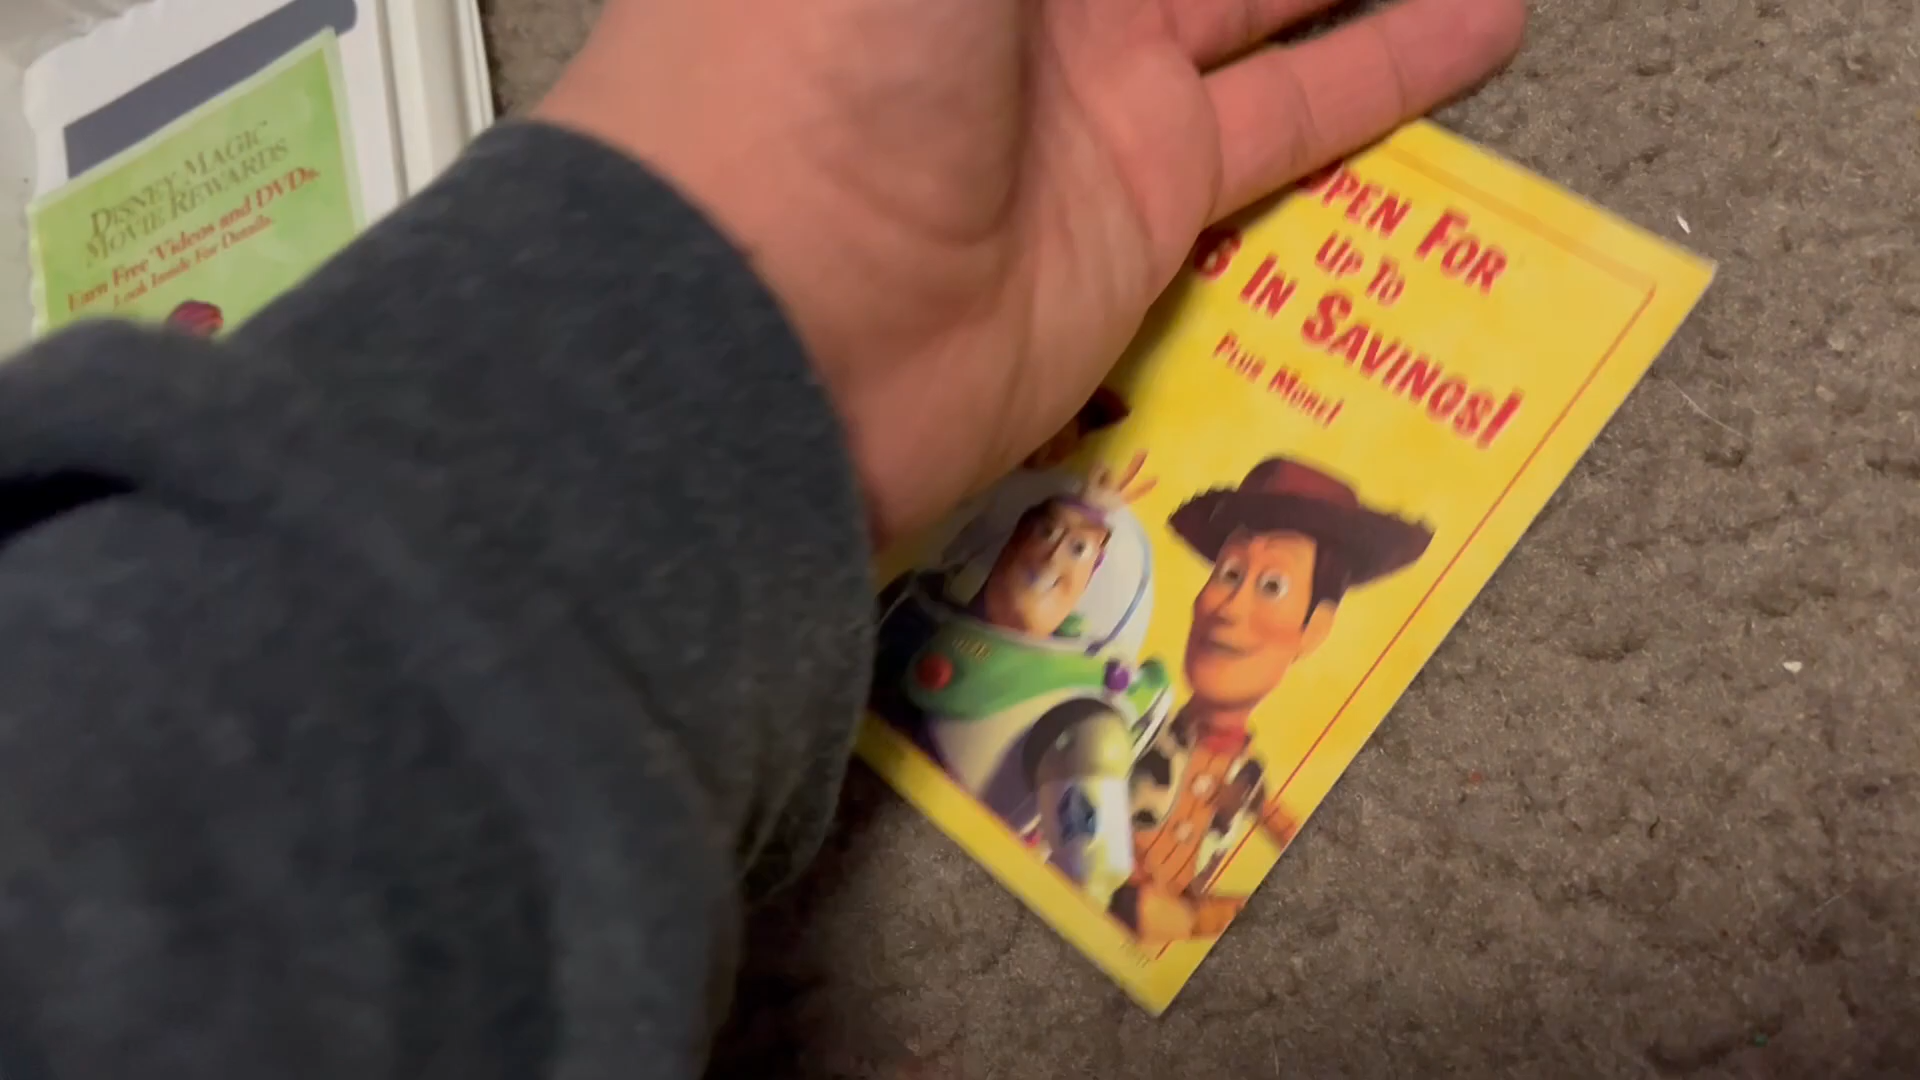 DISNEY MAGIC
MOVIE REWARDS
Earn Free Videos and DVDs.
Look Inside For Details.
OPEN FOR
UP TO
6 IN SAVINGS!
PLUS MORE!